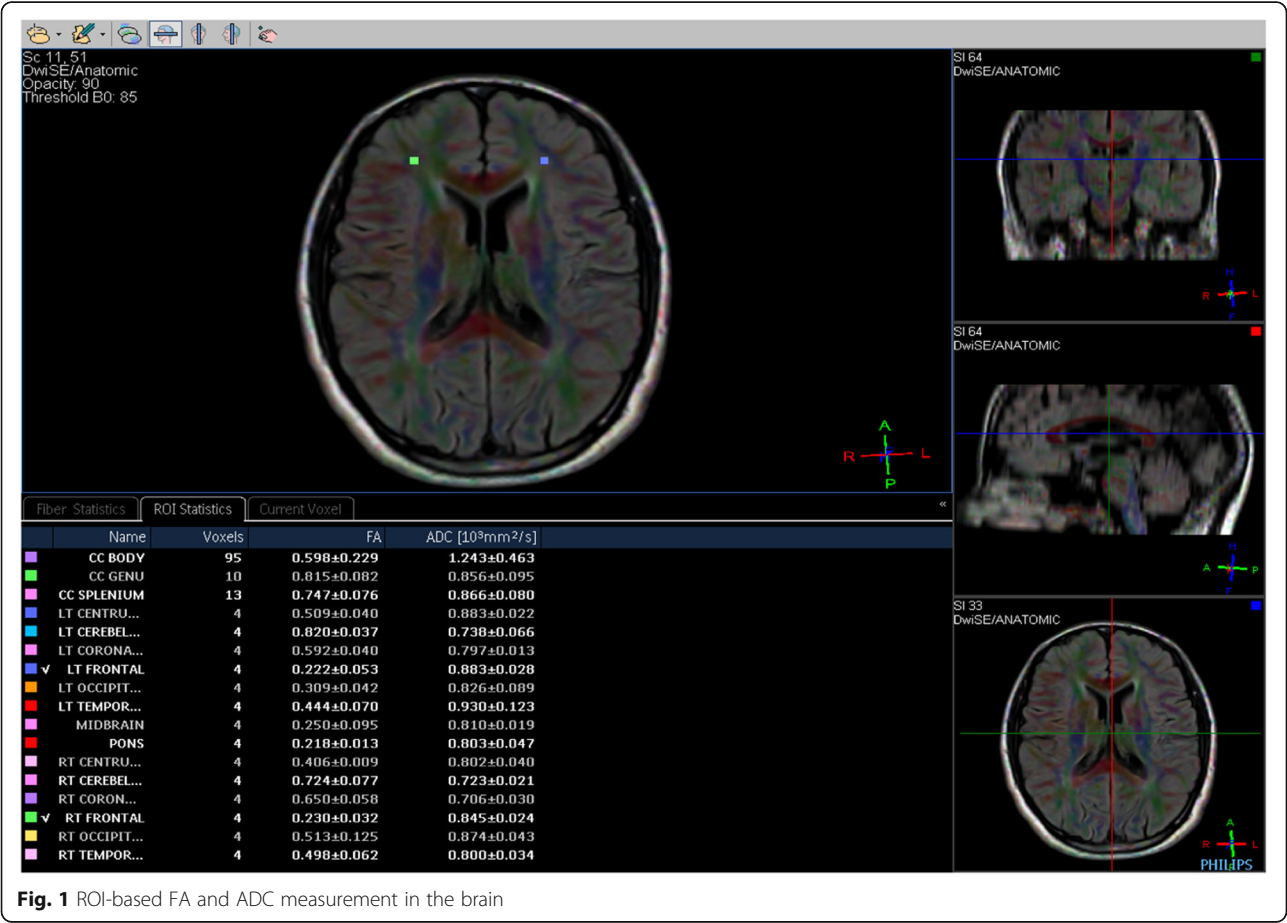 Sc 11, 51
DwiSE/Anatomic
Opacity: 90
Threshold B0: 85
A
R L
P
SI 64
DwiSE/ANATOMIC
H
R L
F
SI 64
DwiSE/ANATOMIC
H
A P
F
SI 33
DwiSE/ANATOMIC
A
R L
PHILIPS
Fiber Statistics ROI Statistics Current Voxel «
Name Voxels FA ADC [10³mm²/s]
CC BODY 95 0.598±0.229 1.243±0.463
CC GENU 10 0.815±0.082 0.856±0.095
CC SPLENIUM 13 0.747±0.076 0.866±0.080
LT CENTRU... 4 0.509±0.040 0.883±0.022
LT CEREBEL... 4 0.820±0.037 0.738±0.066
LT CORONA... 4 0.592±0.040 0.797±0.013
√ LT FRONTAL 4 0.222±0.053 0.883±0.028
LT OCCIPIT... 4 0.309±0.042 0.826±0.089
LT TEMPOR... 4 0.444±0.070 0.930±0.123
MIDBRAIN 4 0.250±0.095 0.810±0.019
PONS 4 0.218±0.013 0.803±0.047
RT CENTRU... 4 0.406±0.009 0.802±0.040
RT CEREBEL... 4 0.724±0.077 0.723±0.021
RT CORON... 4 0.650±0.058 0.706±0.030
√ RT FRONTAL 4 0.230±0.032 0.845±0.024
RT OCCIPIT... 4 0.513±0.125 0.874±0.043
RT TEMPOR... 4 0.498±0.062 0.800±0.034
Fig. 1 ROI-based FA and ADC measurement in the brain